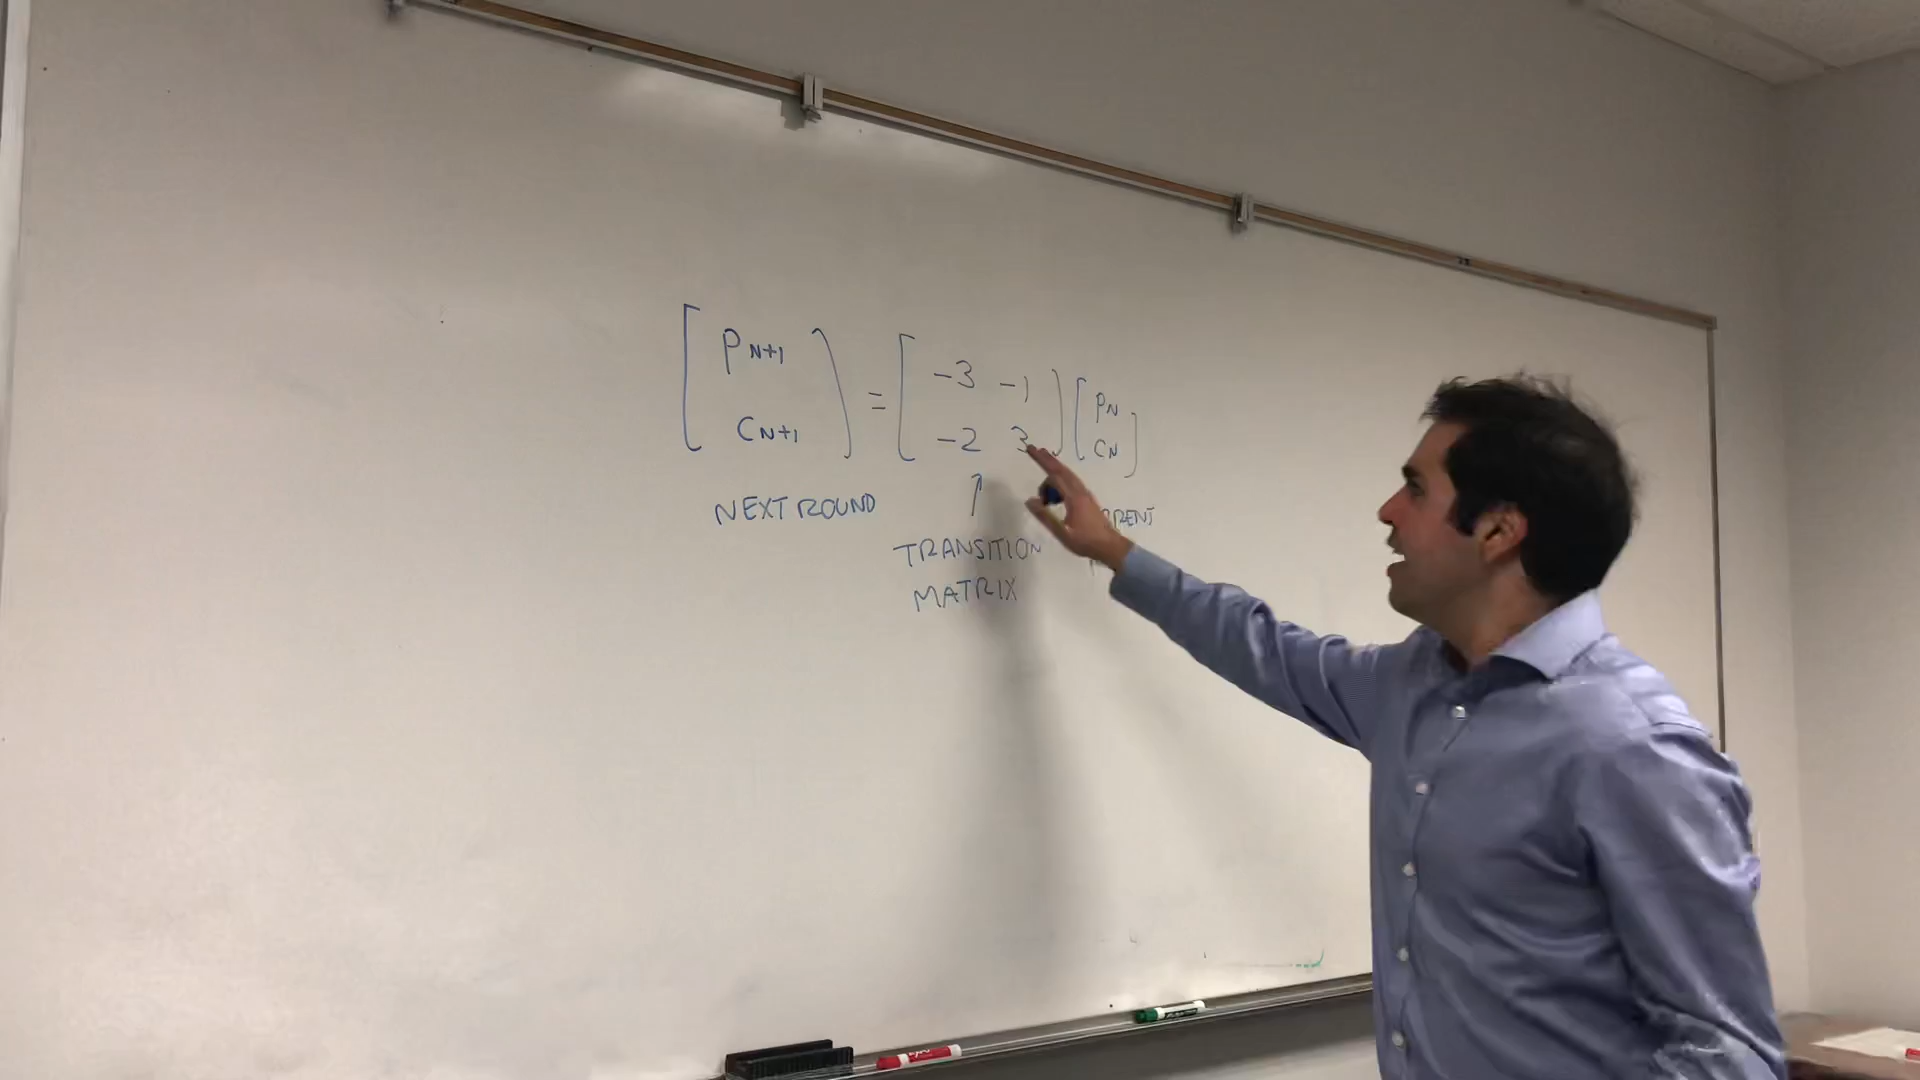 [ P N+1 ] = [ -3 -1 ] [ P N ]
[ C N+1 ] [ -2 3 ] [ C N ]
NEXT ROUND
TRANSITION
MATRIX